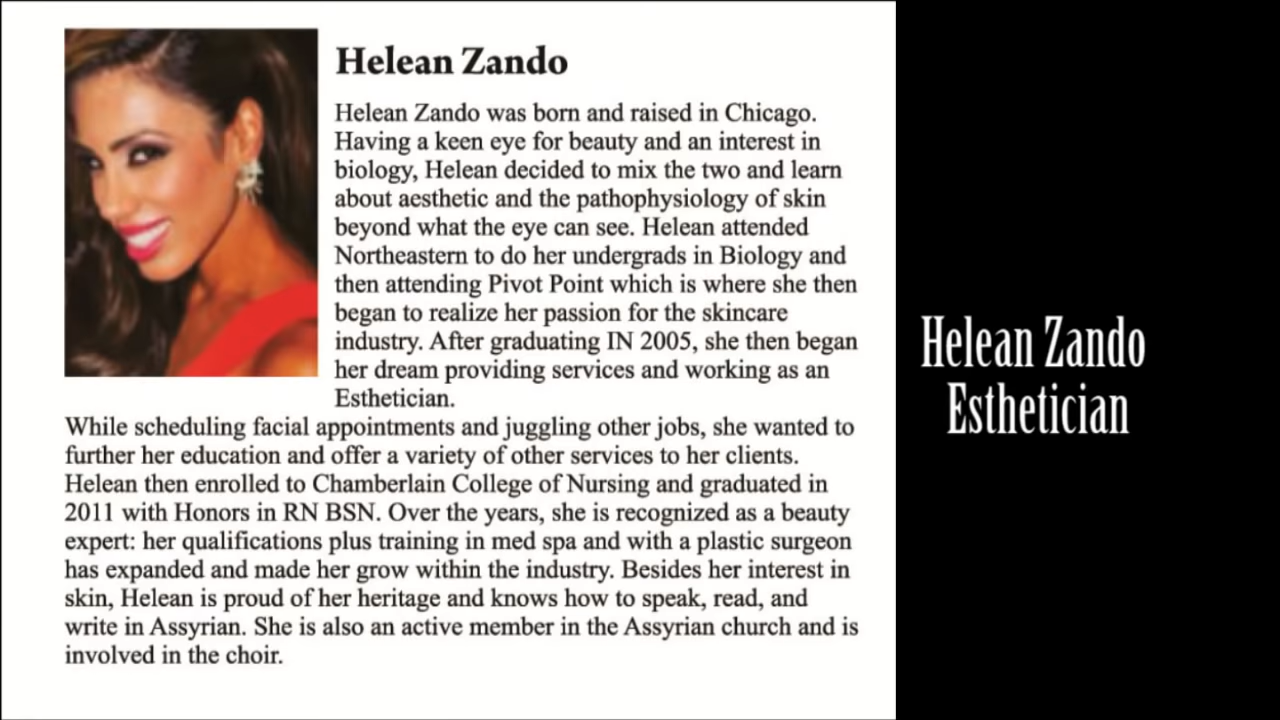 Helean Zando
Helean Zando was born and raised in Chicago.
Having a keen eye for beauty and an interest in
biology, Helean decided to mix the two and learn
about aesthetic and the pathophysiology of skin
beyond what the eye can see. Helean attended
Northeastern to do her undergrads in Biology and
then attending Pivot Point which is where she then
began to realize her passion for the skincare
industry. After graduating IN 2005, she then began
her dream providing services and working as an
Esthetician.
While scheduling facial appointments and juggling other jobs, she wanted to
further her education and offer a variety of other services to her clients.
Helean then enrolled to Chamberlain College of Nursing and graduated in
2011 with Honors in RN BSN. Over the years, she is recognized as a beauty
expert: her qualifications plus training in med spa and with a plastic surgeon
has expanded and made her grow within the industry. Besides her interest in
skin, Helean is proud of her heritage and knows how to speak, read, and
write in Assyrian. She is also an active member in the Assyrian church and is
involved in the choir.
Helean Zando
Esthetician